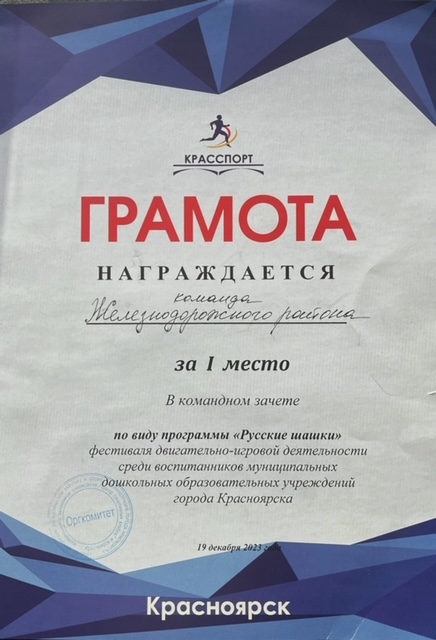 КРАССПОРТ
ГРАМОТА
НАГРАЖДАЕТСЯ
команда
Железнодорожного района
за I место
В командном зачете
по виду программы «Русские шашки»
фестиваля двигательно-игровой деятельности
среди воспитанников муниципальных
дошкольных образовательных учреждений
города Красноярска
Оргкомитет
19 декабря 2023 года
Красноярск